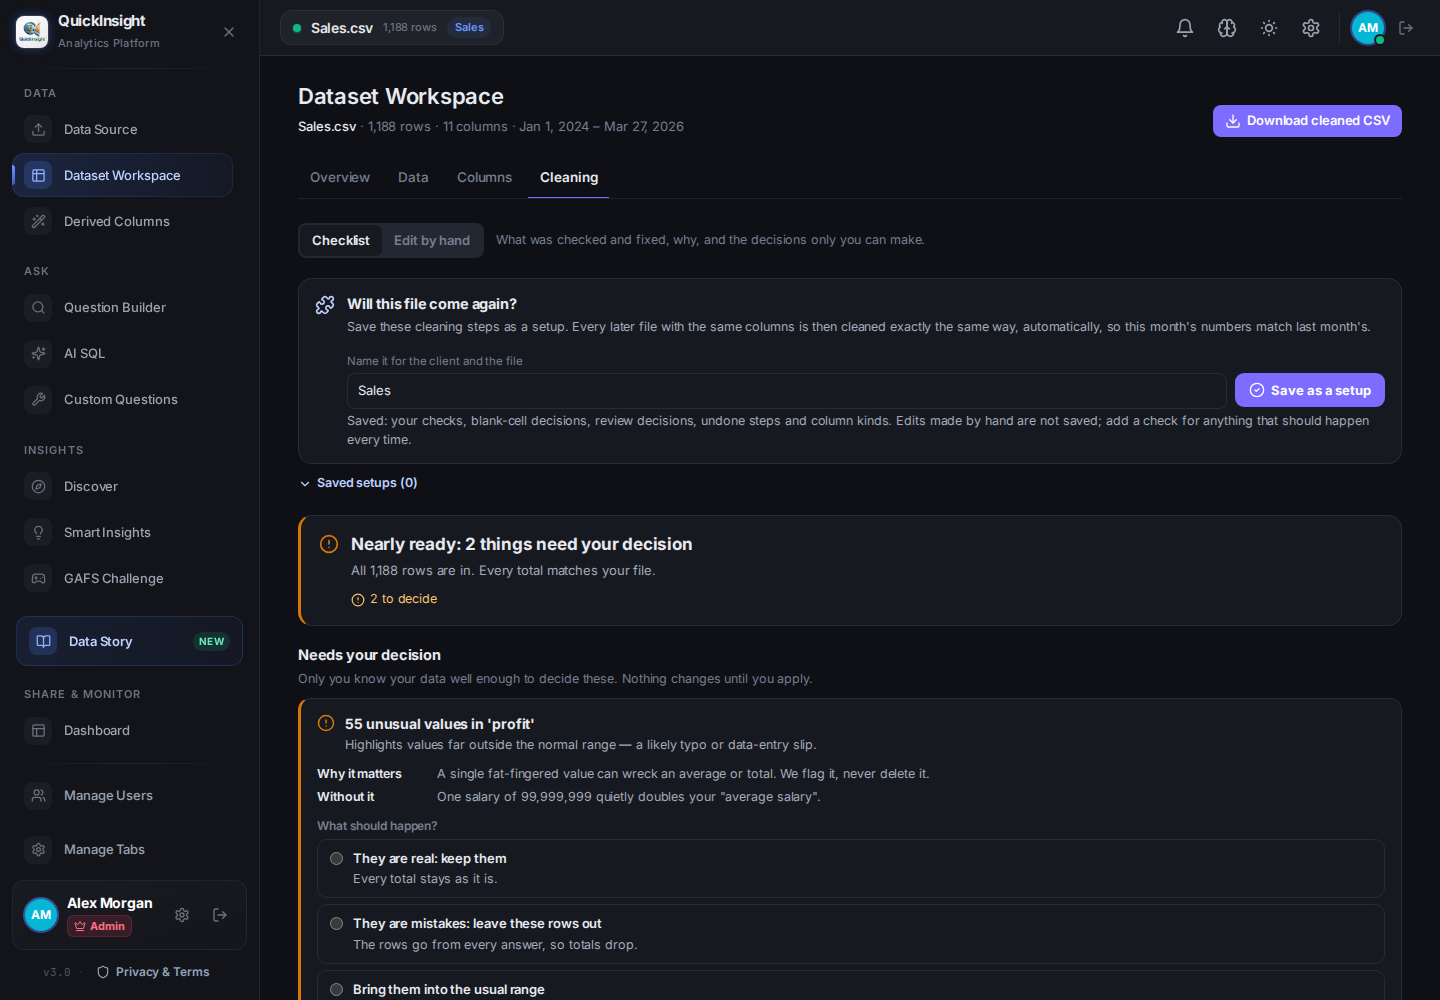 QuickInsight
Analytics Platform
DATA
Data Source
Dataset Workspace
Derived Columns
ASK
Question Builder
AI SQL
Custom Questions
INSIGHTS
Discover
Smart Insights
GAFS Challenge
Data Story
NEW
SHARE & MONITOR
Dashboard
Manage Users
Manage Tabs
AM
Alex Morgan
Admin
v3.0 · Privacy & Terms
Sales.csv 1,188 rows Sales
AM
Dataset Workspace
Sales.csv · 1,188 rows · 11 columns · Jan 1, 2024 – Mar 27, 2026
Download cleaned CSV
Overview Data Columns Cleaning
Checklist Edit by hand What was checked and fixed, why, and the decisions only you can make.
Will this file come again?
Save these cleaning steps as a setup. Every later file with the same columns is then cleaned exactly the same way, automatically, so this month's numbers match last month's.
Name it for the client and the file
Sales
Save as a setup
Saved: your checks, blank-cell decisions, review decisions, undone steps and column kinds. Edits made by hand are not saved; add a check for anything that should happen
every time.
Saved setups (0)
Nearly ready: 2 things need your decision
All 1,188 rows are in. Every total matches your file.
2 to decide
Needs your decision
Only you know your data well enough to decide these. Nothing changes until you apply.
55 unusual values in 'profit'
Highlights values far outside the normal range — a likely typo or data-entry slip.
Why it matters A single fat-fingered value can wreck an average or total. We flag it, never delete it.
Without it One salary of 99,999,999 quietly doubles your "average salary".
What should happen?
They are real: keep them
Every total stays as it is.
They are mistakes: leave these rows out
The rows go from every answer, so totals drop.
Bring them into the usual range